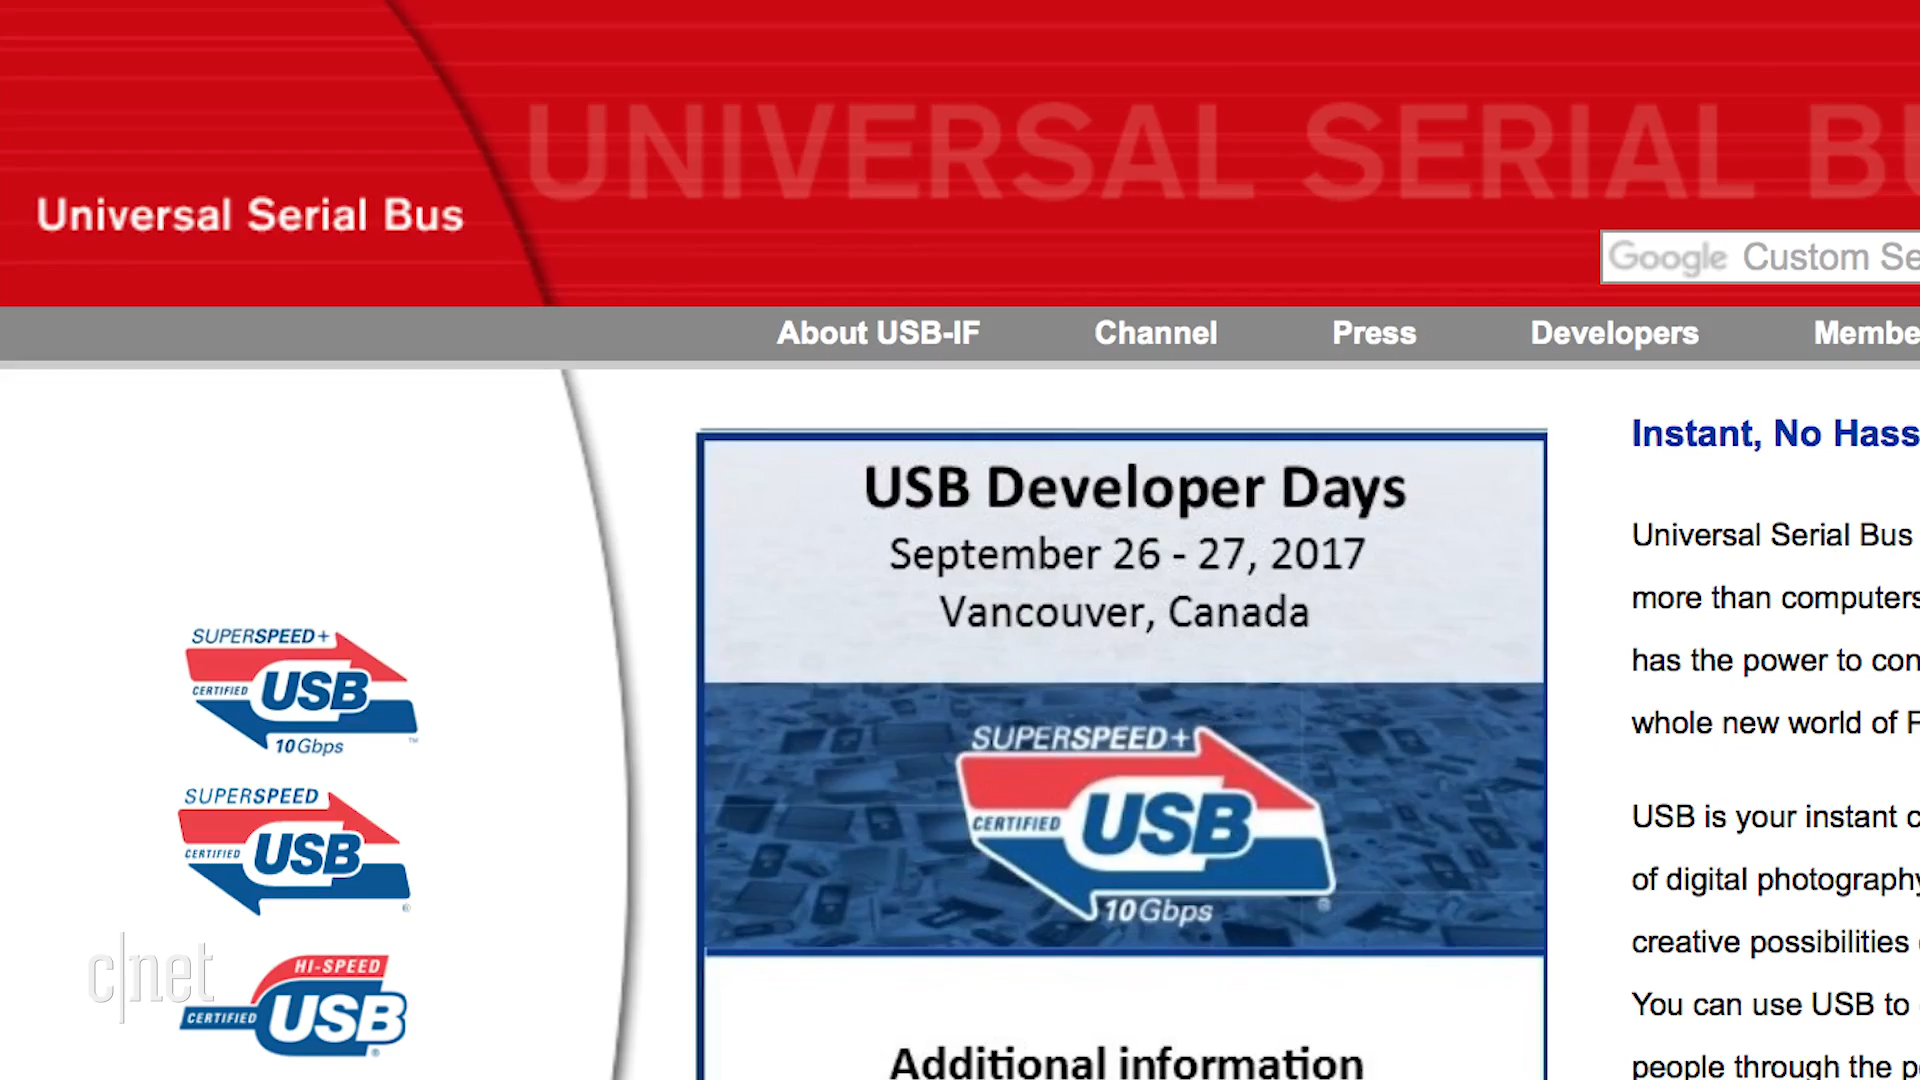 UNIVERSAL SERIAL
Universal Serial Bus
Google Custom
About USB-IF
Channel
Press
Developers
SUPERSPEED+
CERTIFIED USB
10Gbps
TM
SUPERSPEED
CERTIFIED USB
®
HI-SPEED
CERTIFIED USB
®
c|net
USB Developer Days
September 26 - 27, 2017
Vancouver, Canada
SUPERSPEED+
CERTIFIED USB
10Gbps
®
Additional information
Instant, No Hass
Universal Serial Bus
more than computers
has the power to con
whole new world of P
USB is your instant c
of digital photography
creative possibilities
You can use USB to
people through the p